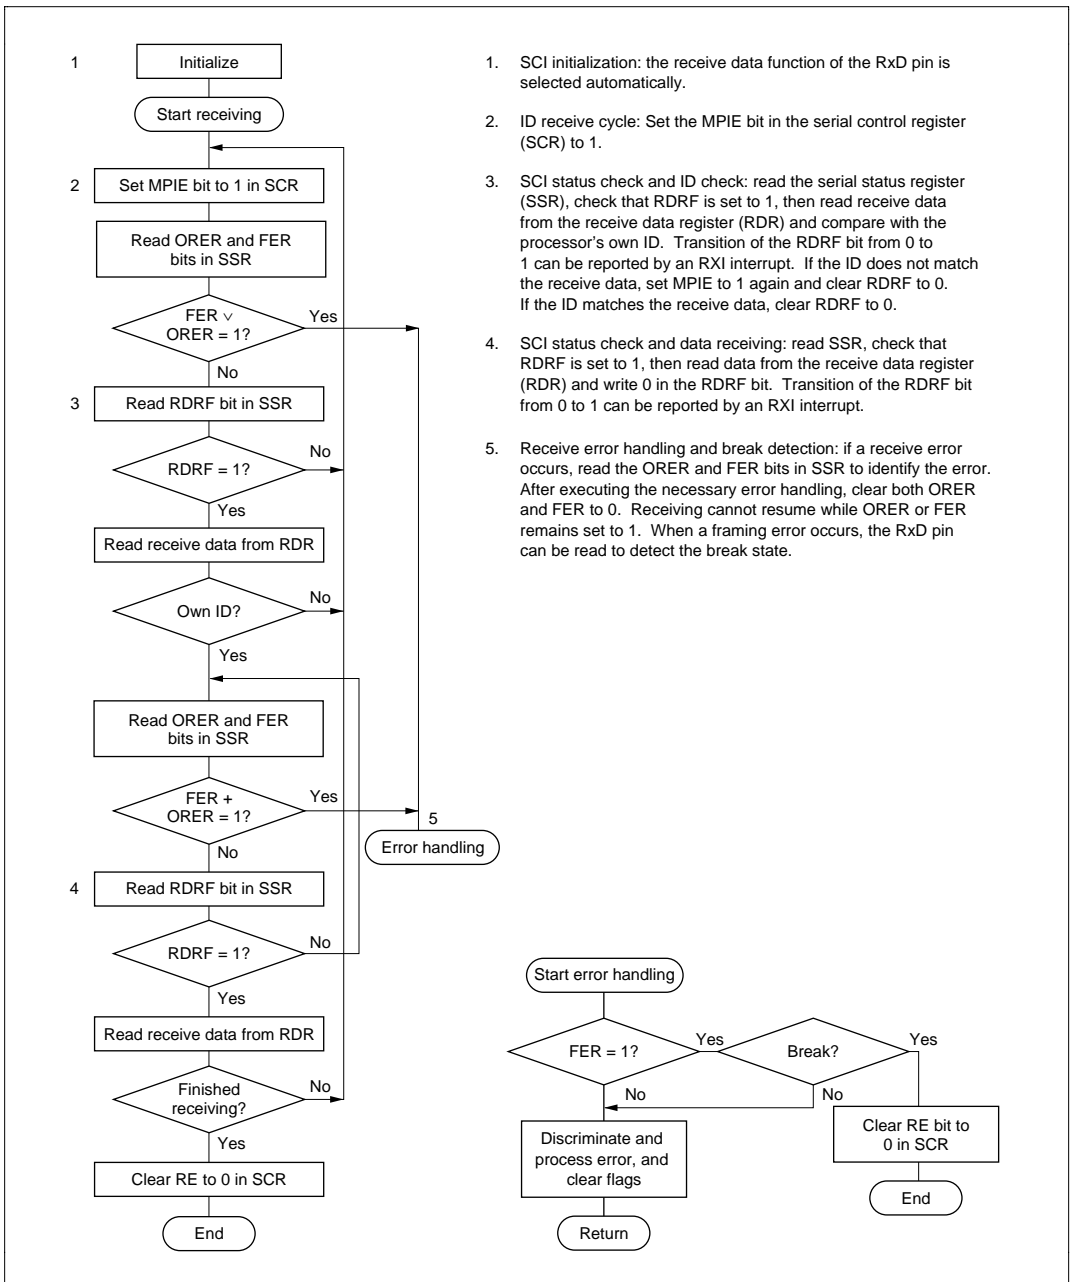 1
Initialize
Start receiving
2
Set MPIE bit to 1 in SCR
Read ORER and FER
bits in SSR
FER ∨
ORER = 1?
Yes
No
3
Read RDRF bit in SSR
RDRF = 1?
No
Yes
Read receive data from RDR
Own ID?
No
Yes
Read ORER and FER
bits in SSR
FER +
ORER = 1?
Yes
No
5
Error handling
4
Read RDRF bit in SSR
RDRF = 1?
No
Yes
Read receive data from RDR
Finished
receiving?
No
Yes
Clear RE to 0 in SCR
End
1. SCI initialization: the receive data function of the RxD pin is
selected automatically.
2. ID receive cycle: Set the MPIE bit in the serial control register
(SCR) to 1.
3. SCI status check and ID check: read the serial status register
(SSR), check that RDRF is set to 1, then read receive data
from the receive data register (RDR) and compare with the
processor's own ID. Transition of the RDRF bit from 0 to
1 can be reported by an RXI interrupt. If the ID does not match
the receive data, set MPIE to 1 again and clear RDRF to 0.
If the ID matches the receive data, clear RDRF to 0.
4. SCI status check and data receiving: read SSR, check that
RDRF is set to 1, then read data from the receive data register
(RDR) and write 0 in the RDRF bit. Transition of the RDRF bit
from 0 to 1 can be reported by an RXI interrupt.
5. Receive error handling and break detection: if a receive error
occurs, read the ORER and FER bits in SSR to identify the error.
After executing the necessary error handling, clear both ORER
and FER to 0. Receiving cannot resume while ORER or FER
remains set to 1. When a framing error occurs, the RxD pin
can be read to detect the break state.
Start error handling
FER = 1?
Yes
Break?
Yes
No
No
Discriminate and
process error, and
clear flags
Return
Clear RE bit to
0 in SCR
End